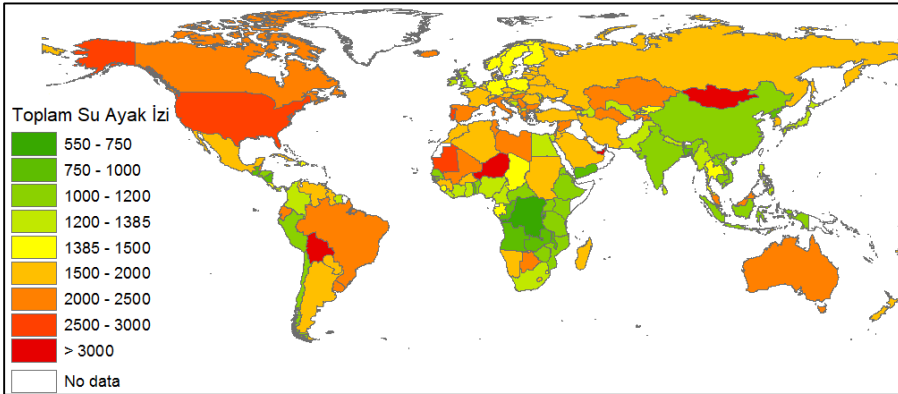 Toplam Su Ayak İzi
550 - 750
750 - 1000
1000 - 1200
1200 - 1385
1385 - 1500
1500 - 2000
2000 - 2500
2500 - 3000
> 3000
No data